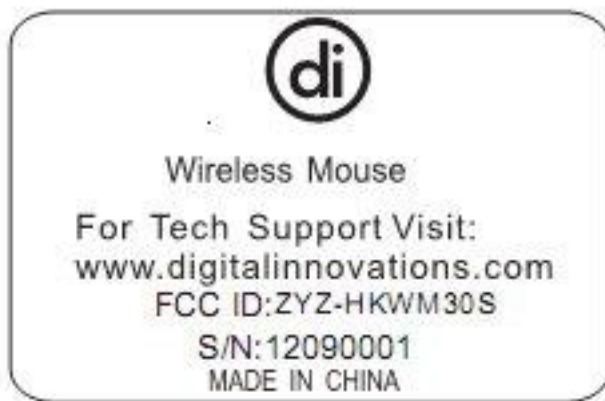 di
Wireless Mouse
For Tech Support Visit:
www.digitalinnovations.com
FCC ID:ZYZ-HKWM30S
S/N:12090001
MADE IN CHINA